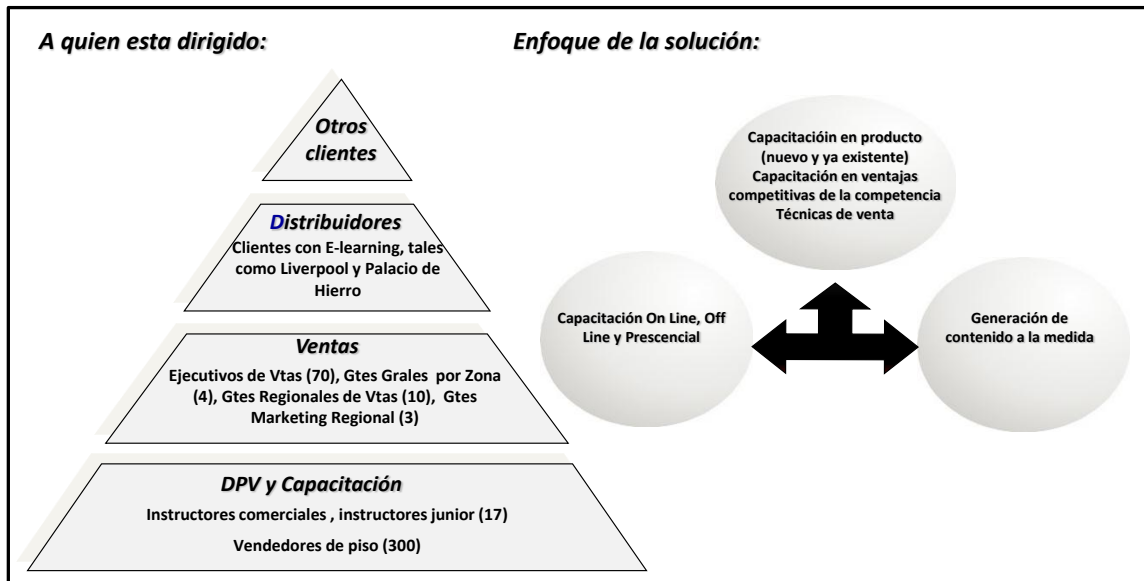 A quien esta dirigido:
Otros
clientes
Distribuidores
Clientes con E-learning, tales
como Liverpool y Palacio de
Hierro
Ventas
Ejecutivos de Vtas (70), Gtes Grales por Zona
(4), Gtes Regionales de Vtas (10), Gtes
Marketing Regional (3)
DPV y Capacitación
Instructores comerciales , instructores junior (17)
Vendedores de piso (300)
Enfoque de la solución:
Capacitacióin en producto
(nuevo y ya existente)
Capacitación en ventajas
competitivas de la competencia
Técnicas de venta
Capacitación On Line, Off
Line y Prescencial
Generación de
contenido a la medida